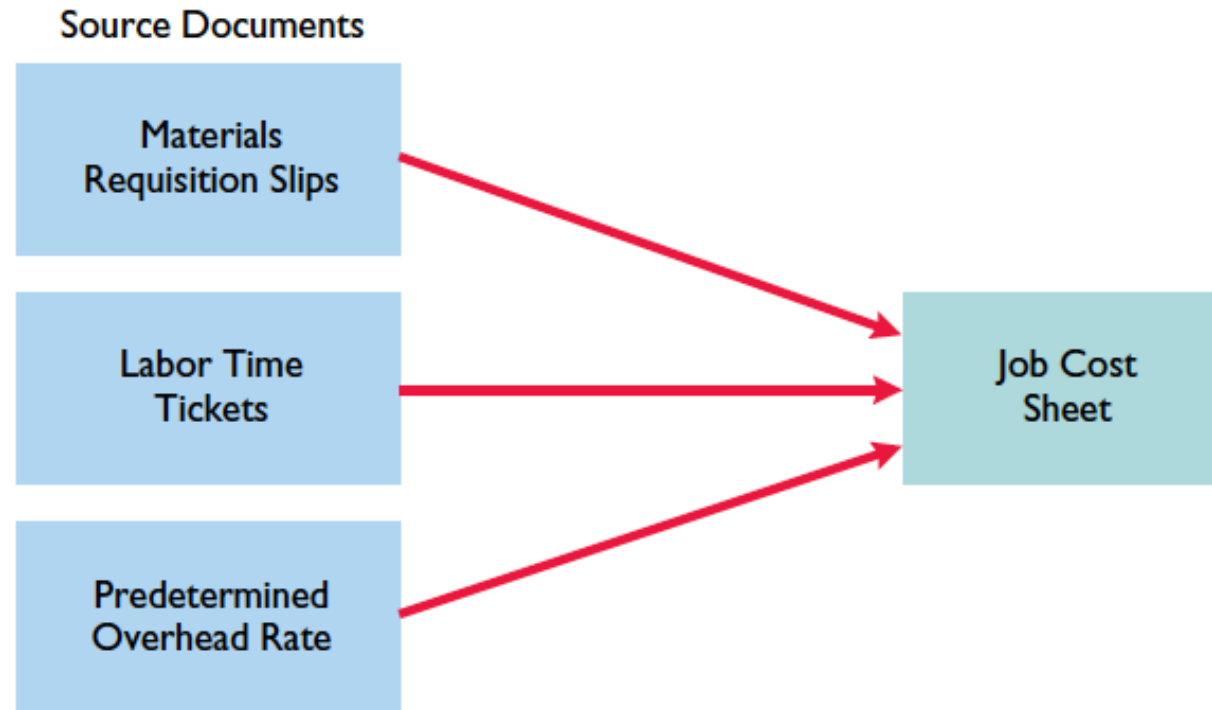 Source Documents
Materials
Requisition Slips
Labor Time
Tickets
Job Cost
Sheet
Predetermined
Overhead Rate